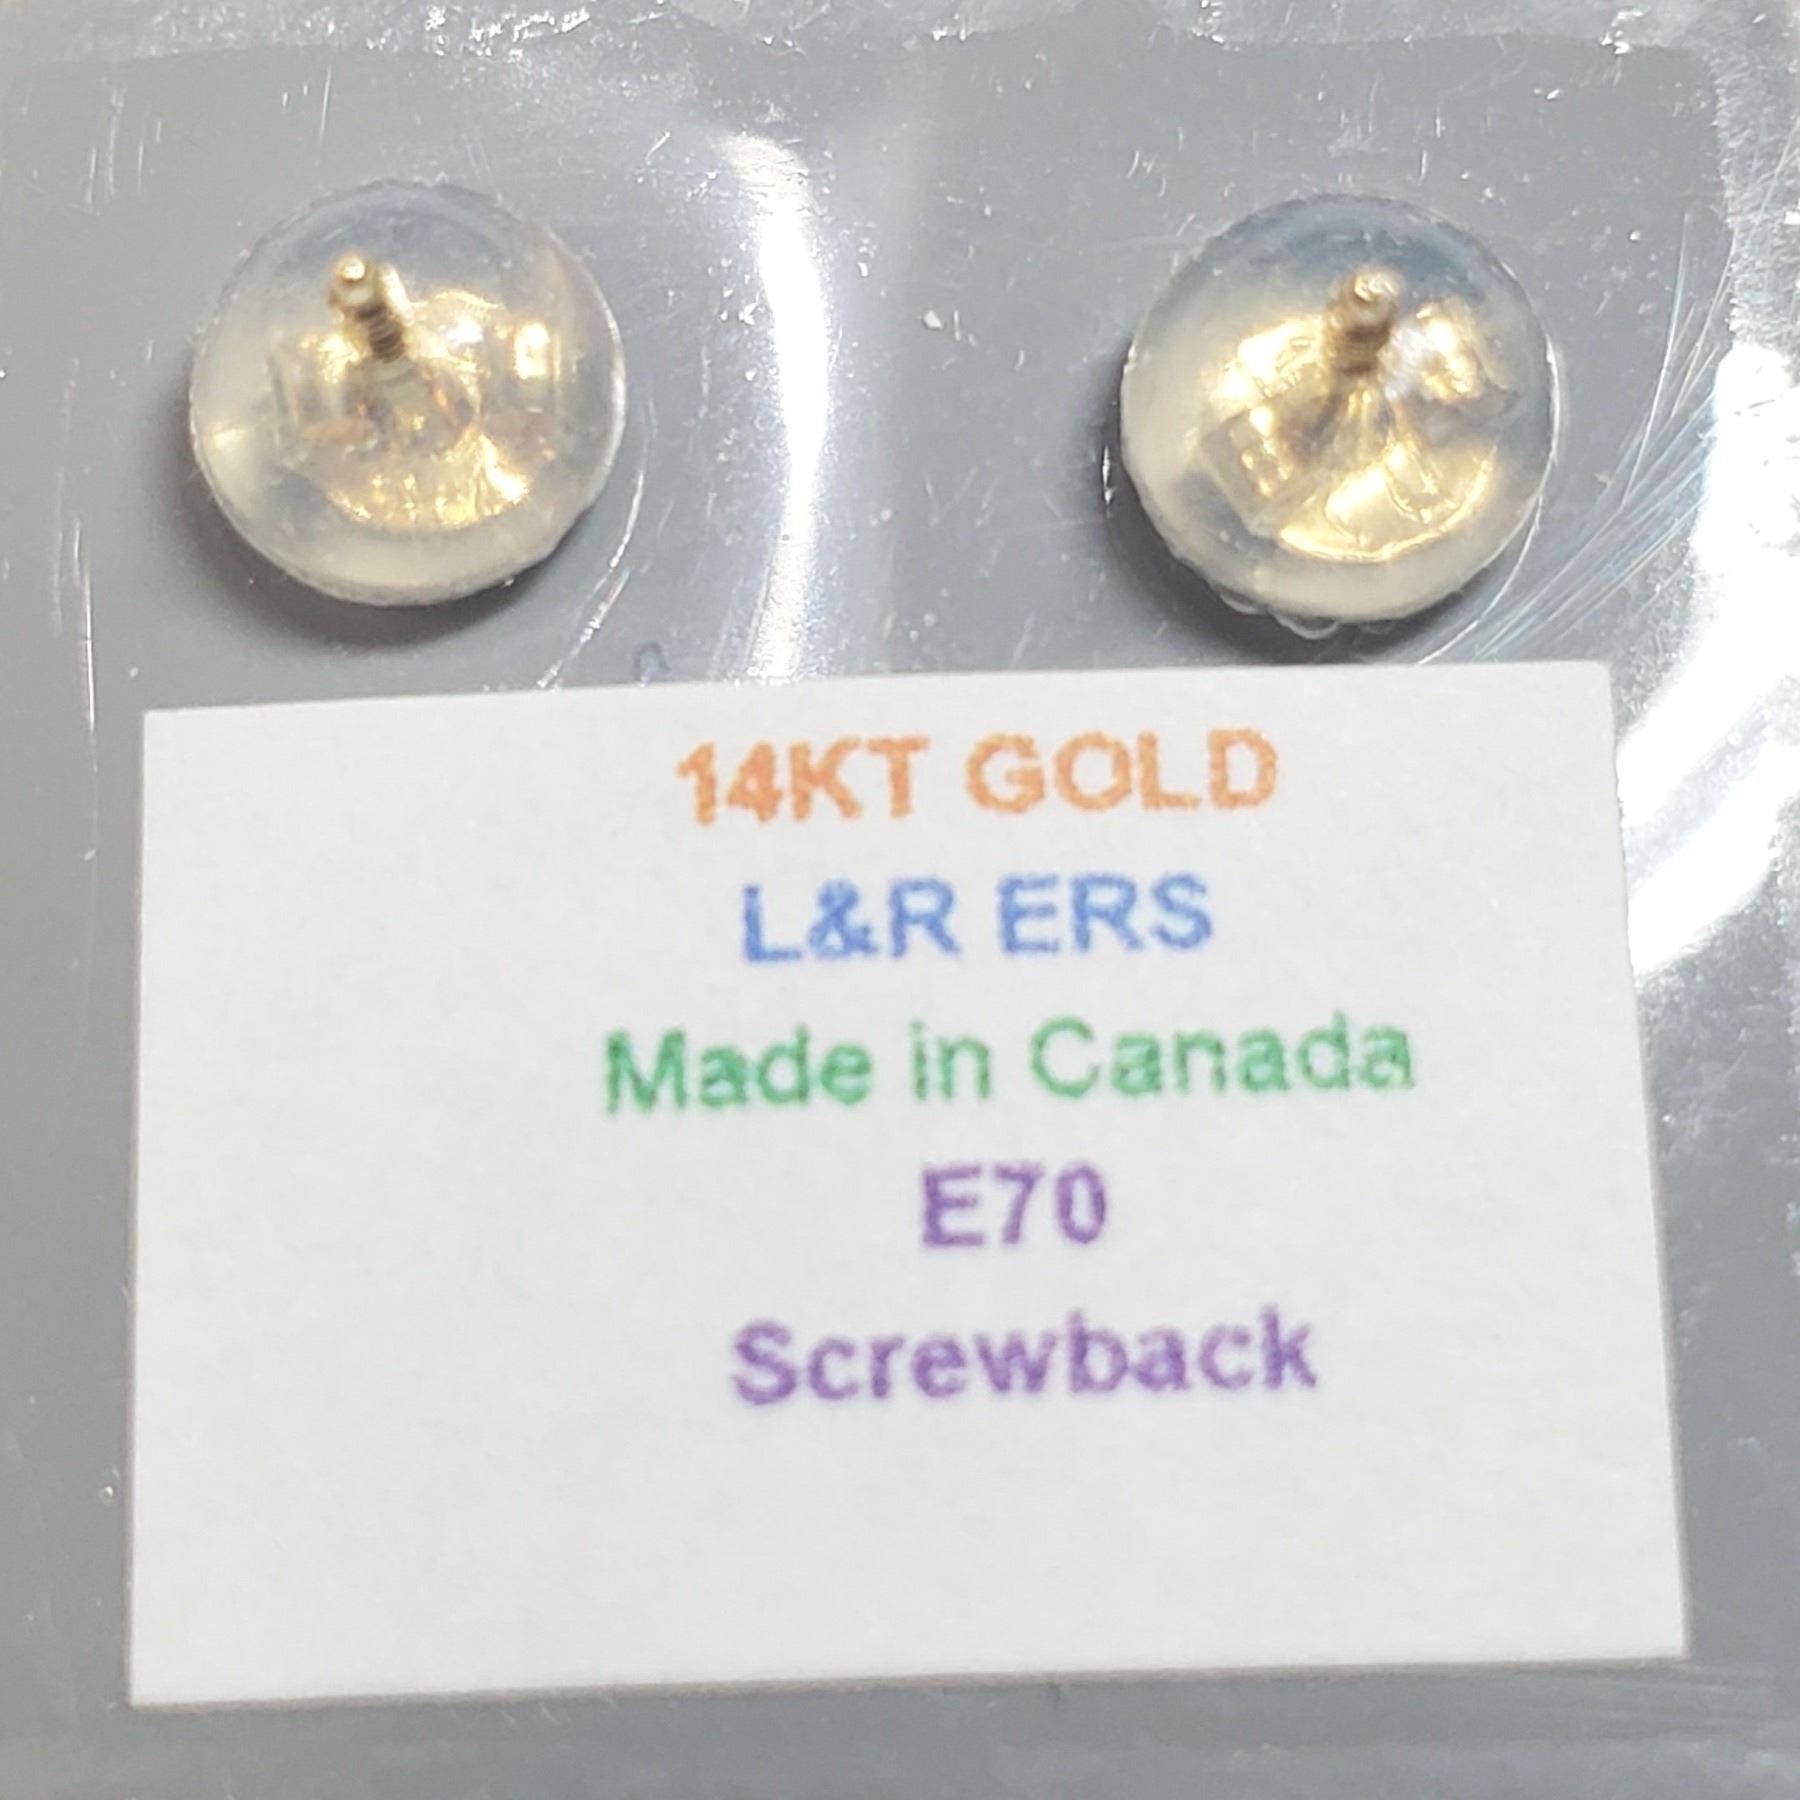 14KT GOLD
L&R ERS
Made in Canada
E70
Screwback